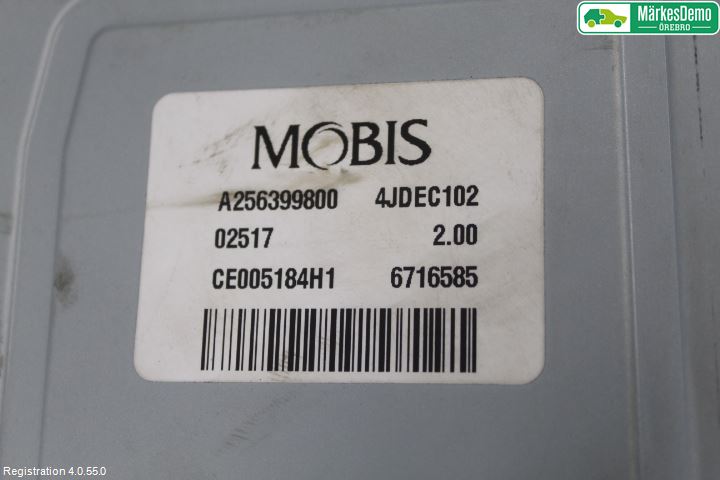 MärkesDemo
ÖREBRO
MOBIS
A256399800 4JDEC102
02517 2.00
CE005184H1 6716585
Registration 4.0.55.0